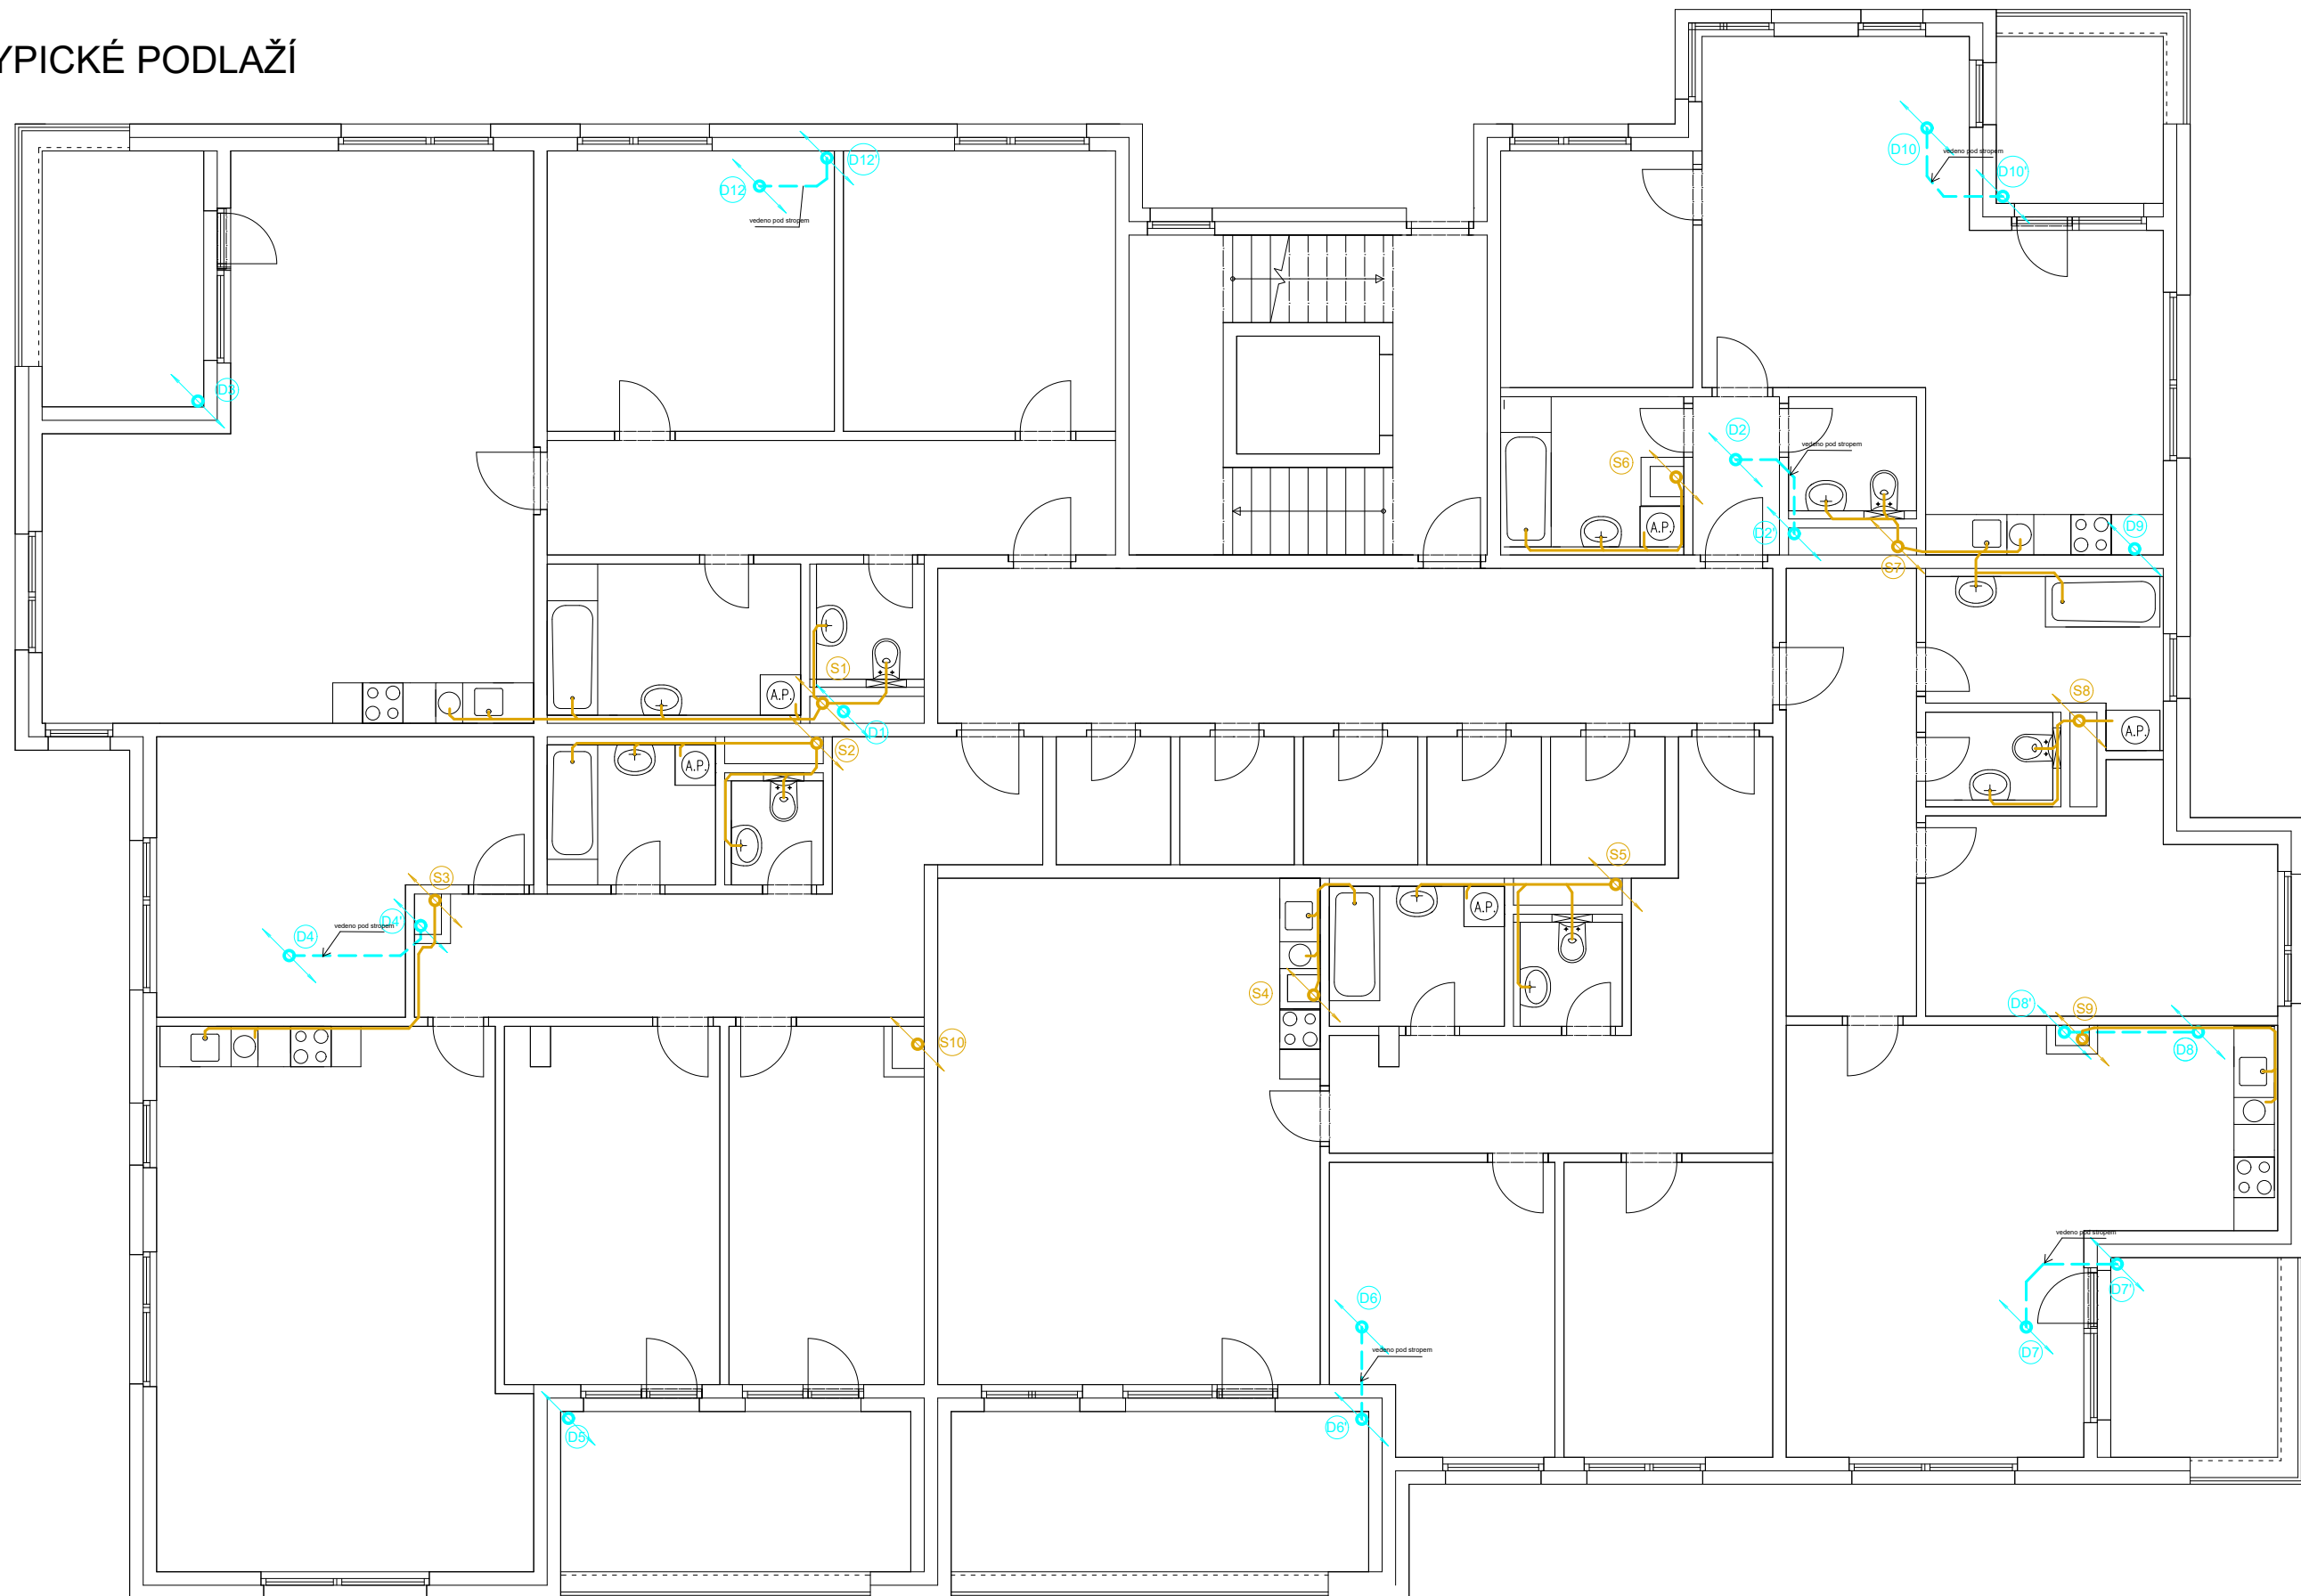 YPICKÉ PODLAŽÍ
D12'
D12
vedeno pod stropem
D10
vedeno pod stropem
D10'
D3
D2
vedeno pod stropem
S6
A.P.
D2'
D9
S7
S1
A.P.
D1
S2
A.P.
S8
A.P.
S3
D4'
vedeno pod stropem
D4
S5
A.P.
S4
S10
D8'
S9
D8
vedeno pod stropem
D7'
D6
vedeno pod stropem
D7
D6'
D5